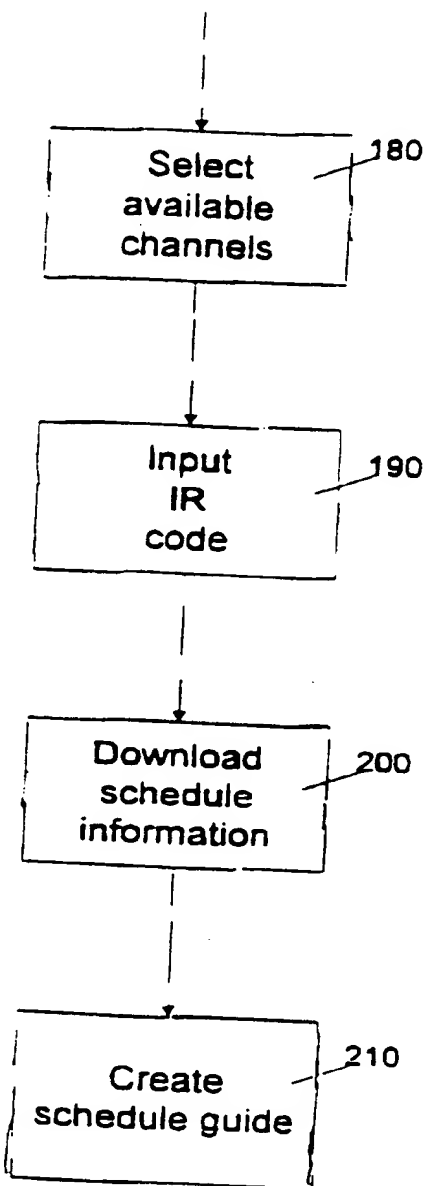 180
Select
available
channels
190
Input
IR
code
200
Download
schedule
information
210
Create
schedule guide